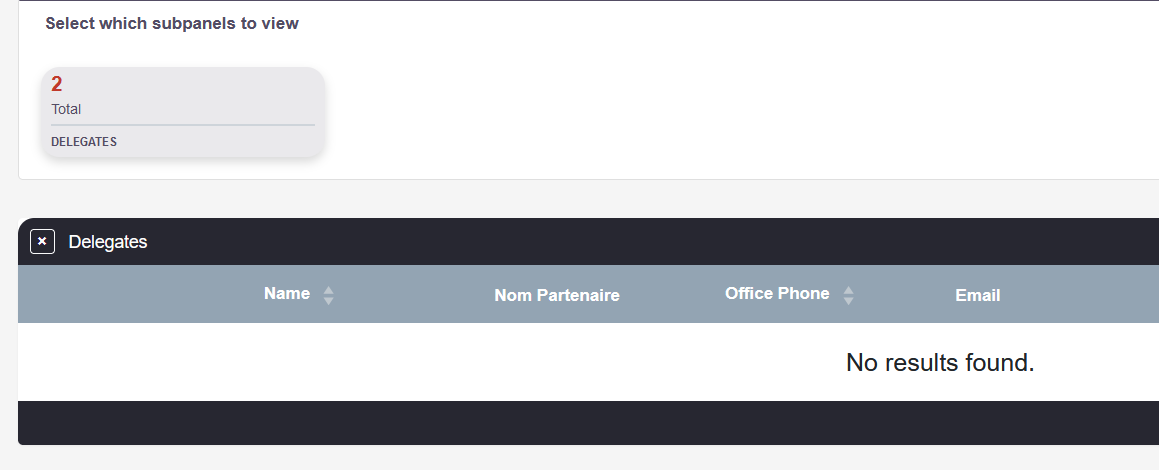 Select which subpanels to view
2
Total
DELEGATES
Delegates
Name Nom Partenaire Office Phone Email
No results found.